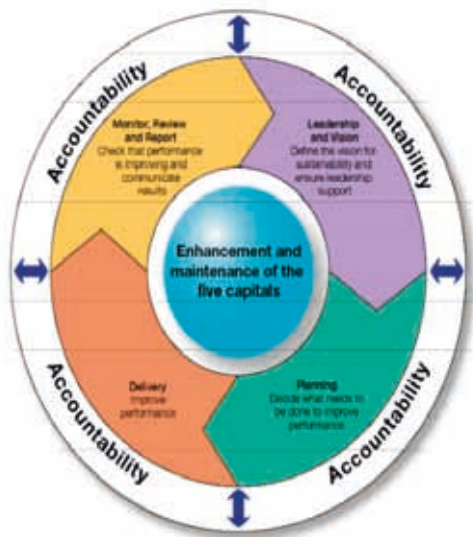 Accountability
Accountability
Monitor, Review
and Report
Check that performance
is improving and
communicate
results
Leadership
and Vision
Define the vision for
sustainability and
ensure leadership
support
Enhancement and
maintenance of the
five capitals
Delivery
Improve
performance
Planning
Decide what needs to
be done to improve
performance.
Accountability
Accountability